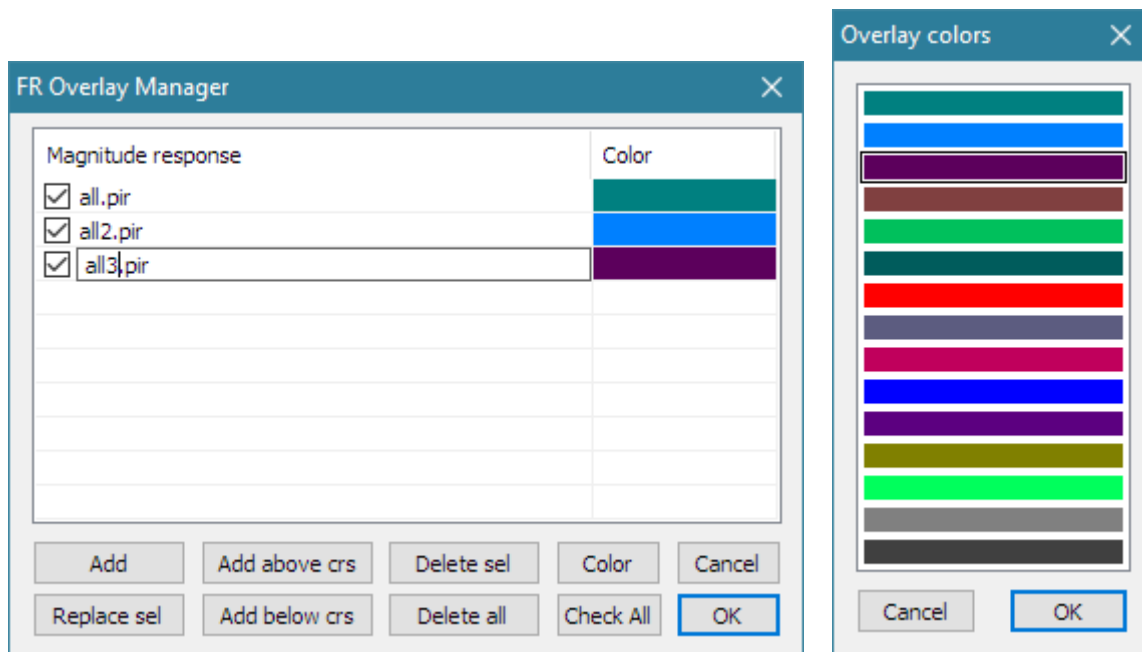 FR Overlay Manager
Magnitude response Color
all.pir
all2.pir
all3.pir
Add Add above crs Delete sel Color Cancel
Replace sel Add below crs Delete all Check All OK
Overlay colors
Cancel OK